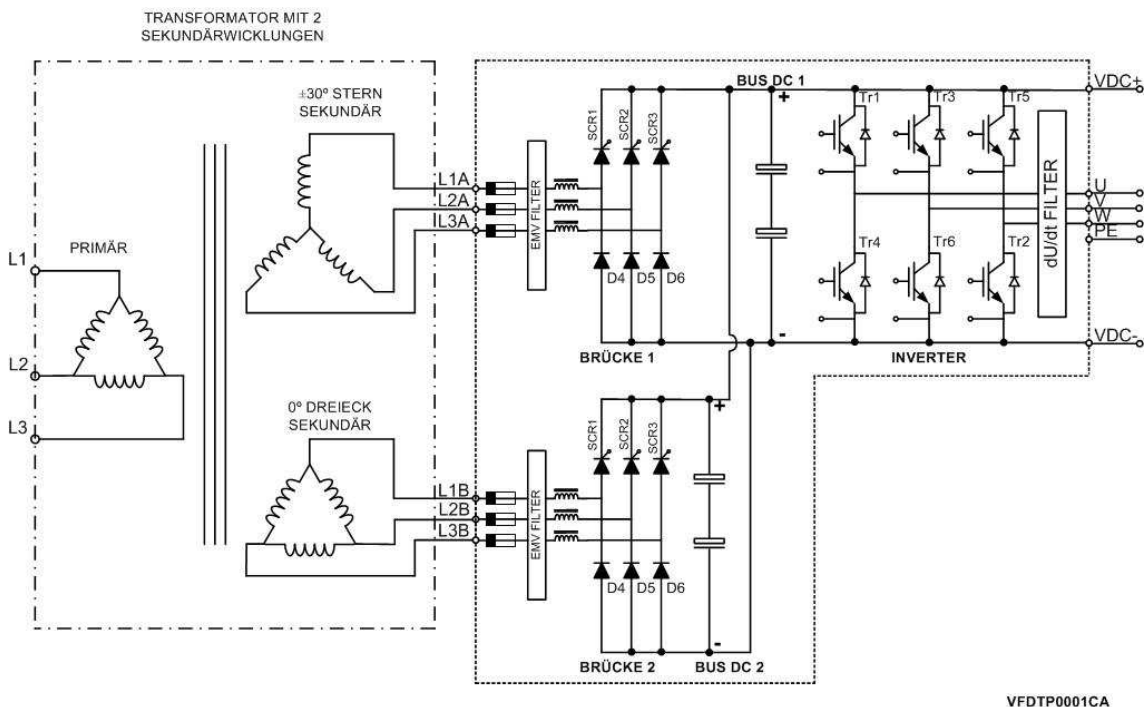 TRANSFORMATOR MIT 2
SEKUNDÄRWICKLUNGEN
±30º STERN
SEKUNDÄR
PRIMÄR
L1
L2
L3
0º DREIECK
SEKUNDÄR
L1A
L2A
L3A
EMV FILTER
SCR1
SCR2
SCR3
D4
D5
D6
BRÜCKE 1
BUS DC 1
+
-
Tr1
Tr3
Tr5
Tr4
Tr6
Tr2
INVERTER
dU/dt FILTER
VDC+
U
V
W
PE
VDC-
L1B
L2B
L3B
EMV FILTER
SCR1
SCR2
SCR3
D4
D5
D6
+
-
BRÜCKE 2
BUS DC 2
VFDTP0001CA